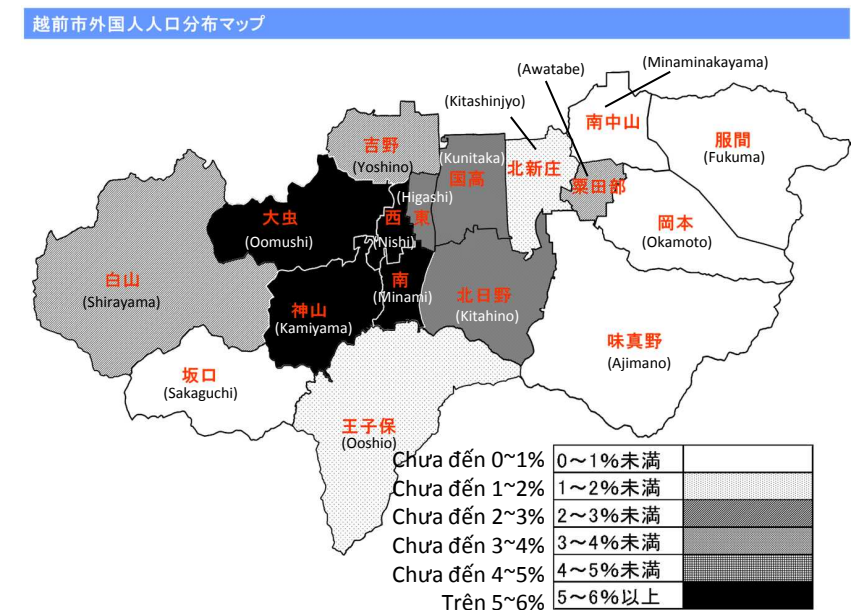 越前市外国人人口分布マップ
(Minaminakayama)
(Awatabe)
(Kitashinjyo)
南中山
吉野
(Yoshino)
(Kunitaka)
国高
北新庄
服間
(Fukuma)
粟田部
(Higashi)
大虫
(Oomushi)
西 東
(Nishi)
岡本
(Okamoto)
白山
(Shirayama)
南
(Minami)
北日野
(Kitahino)
神山
(Kamiyama)
味真野
(Ajimano)
坂口
(Sakaguchi)
王子保
(Ooshio)
Chưa đến 0~1% 0～1%未満
Chưa đến 1~2% 1～2%未満
Chưa đến 2~3% 2～3%未満
Chưa đến 3~4% 3～4%未満
Chưa đến 4~5% 4～5%未満
Trên 5~6% 5～6%以上